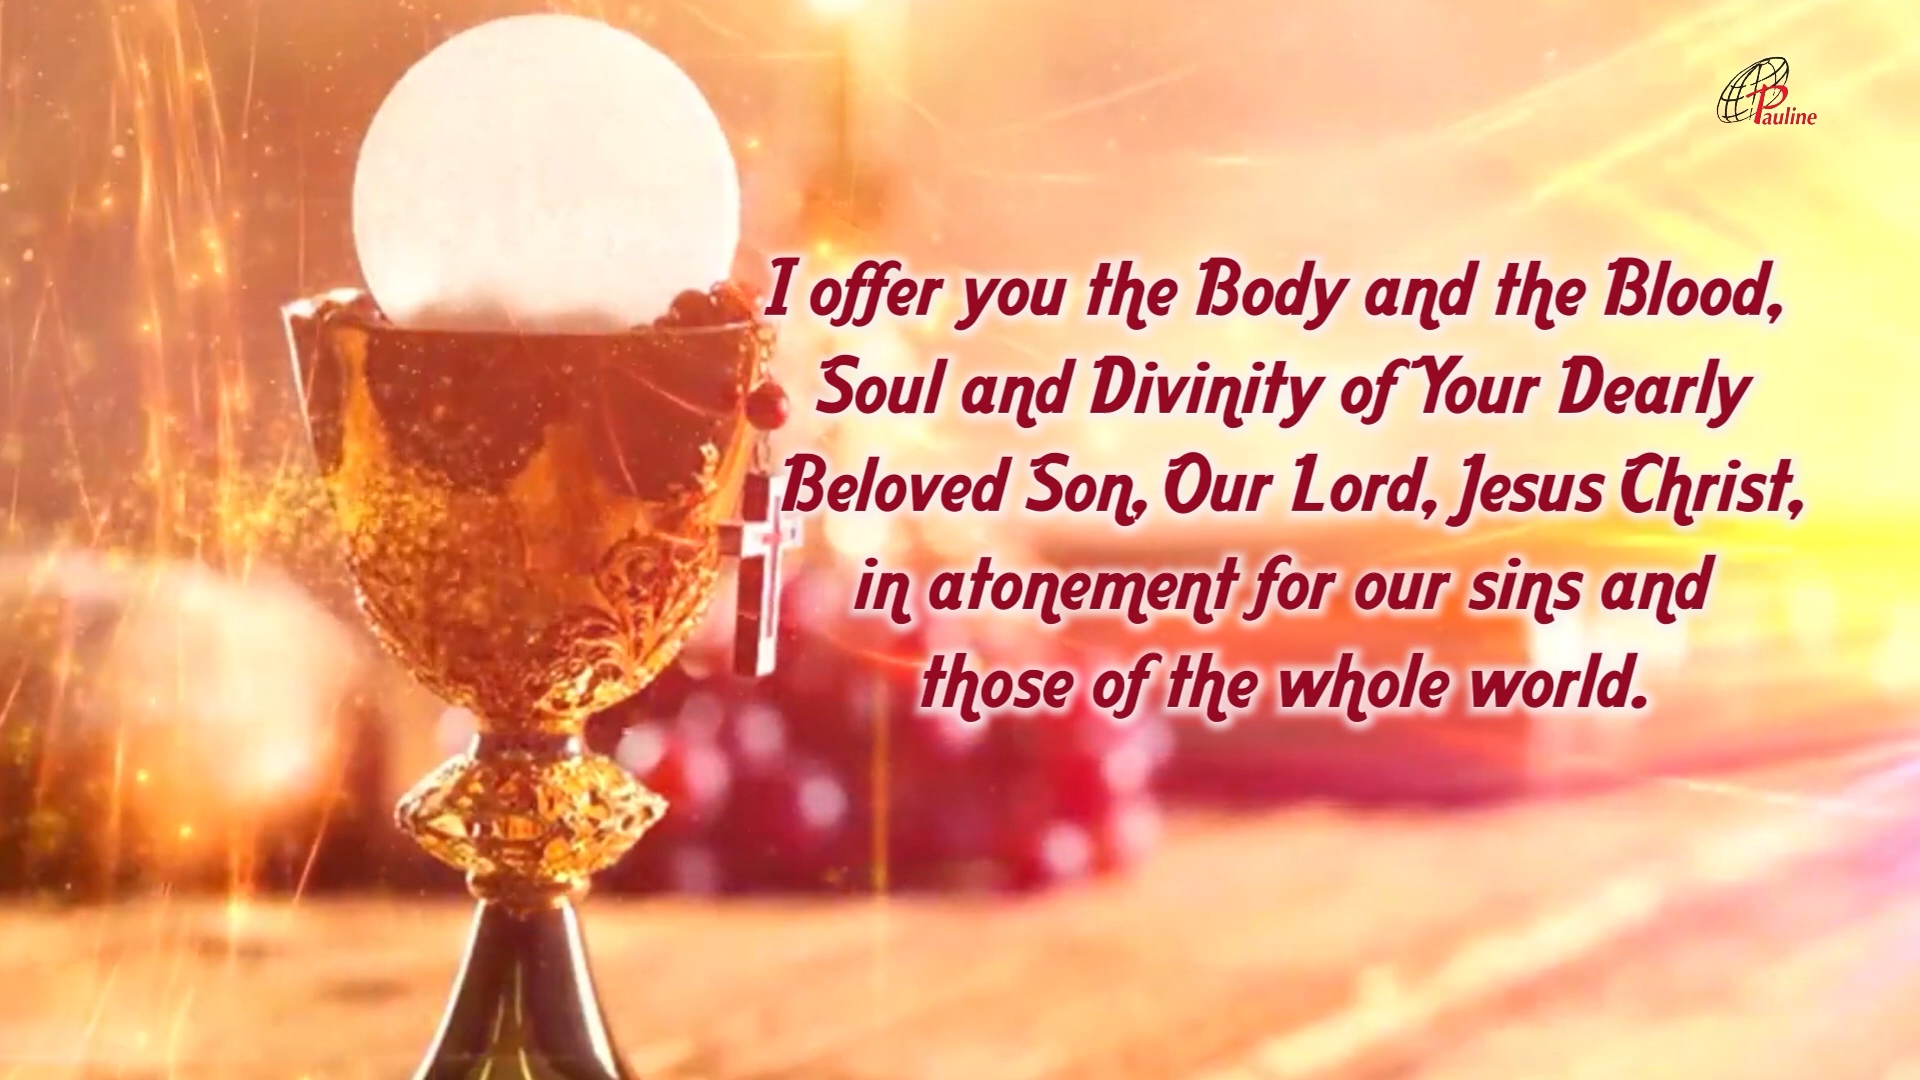 Pauline
I offer you the Body and the Blood,
Soul and Divinity of Your Dearly
Beloved Son, Our Lord, Jesus Christ,
in atonement for our sins and
those of the whole world.